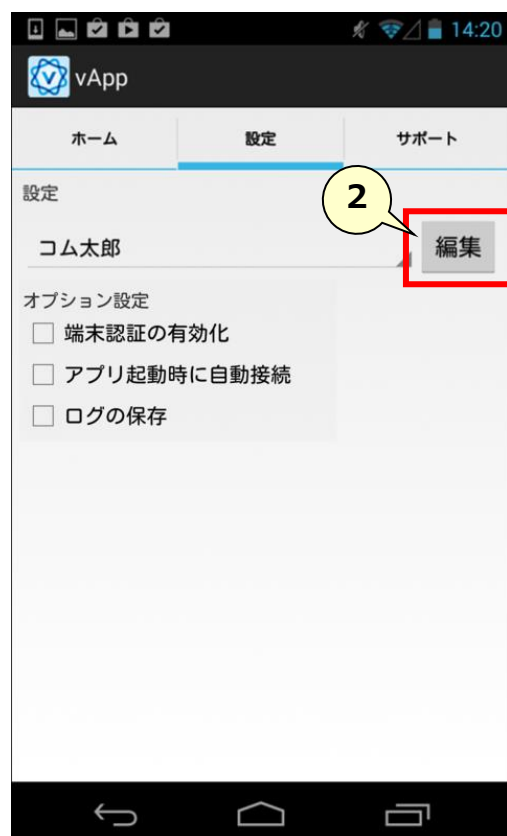 14:20
vApp
ホーム 設定 サポート
設定
2
コム太郎 編集
オプション設定
端末認証の有効化
アプリ起動時に自動接続
ログの保存